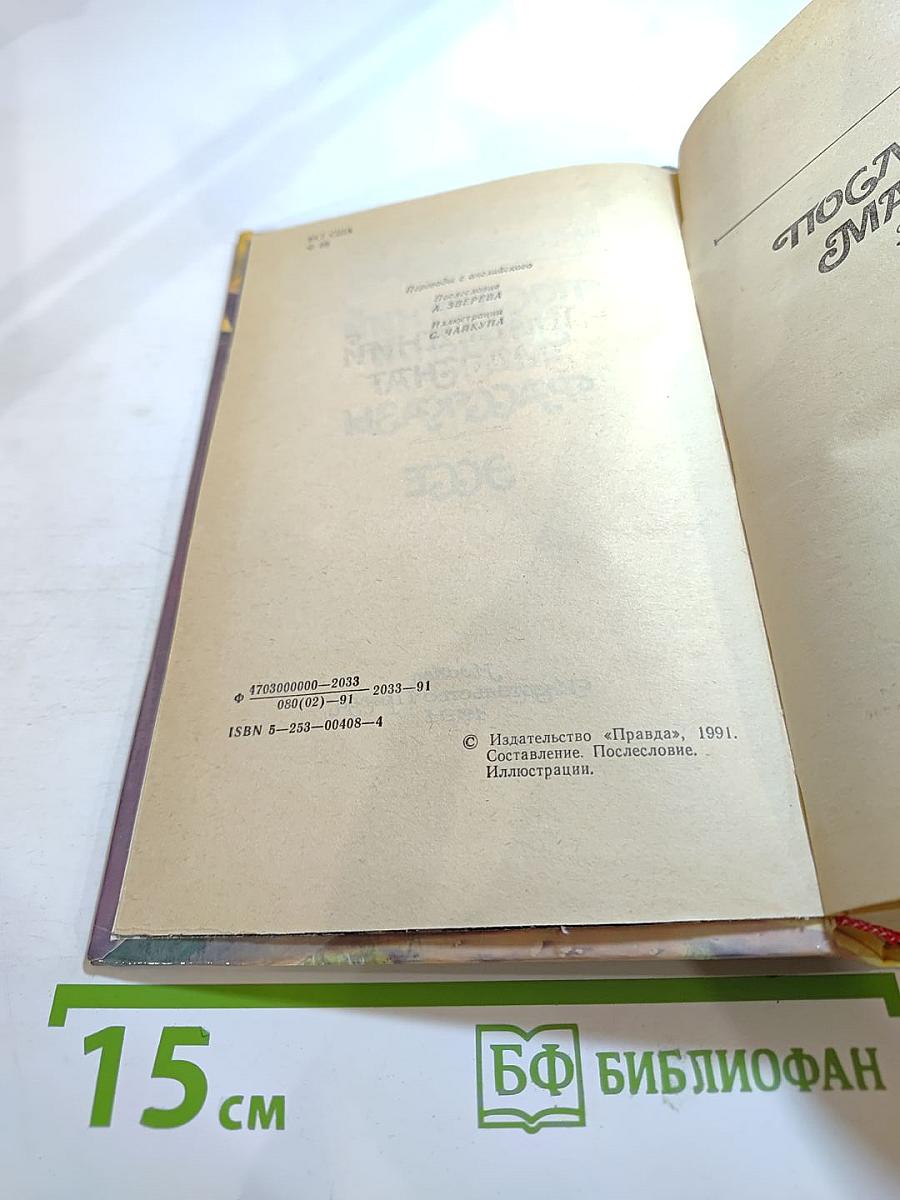 Переводы с английского
Послесловие
А. ЗВЕРЕВА
Иллюстрации
С. ЧАЙКУНА
Ф 4703000000—2033
080(02)—91
2033—91
ISBN 5—253—00408—4
© Издательство «Правда», 1991.
Составление. Послесловие.
Иллюстрации.
15 см
БФ БИБЛИОФАН